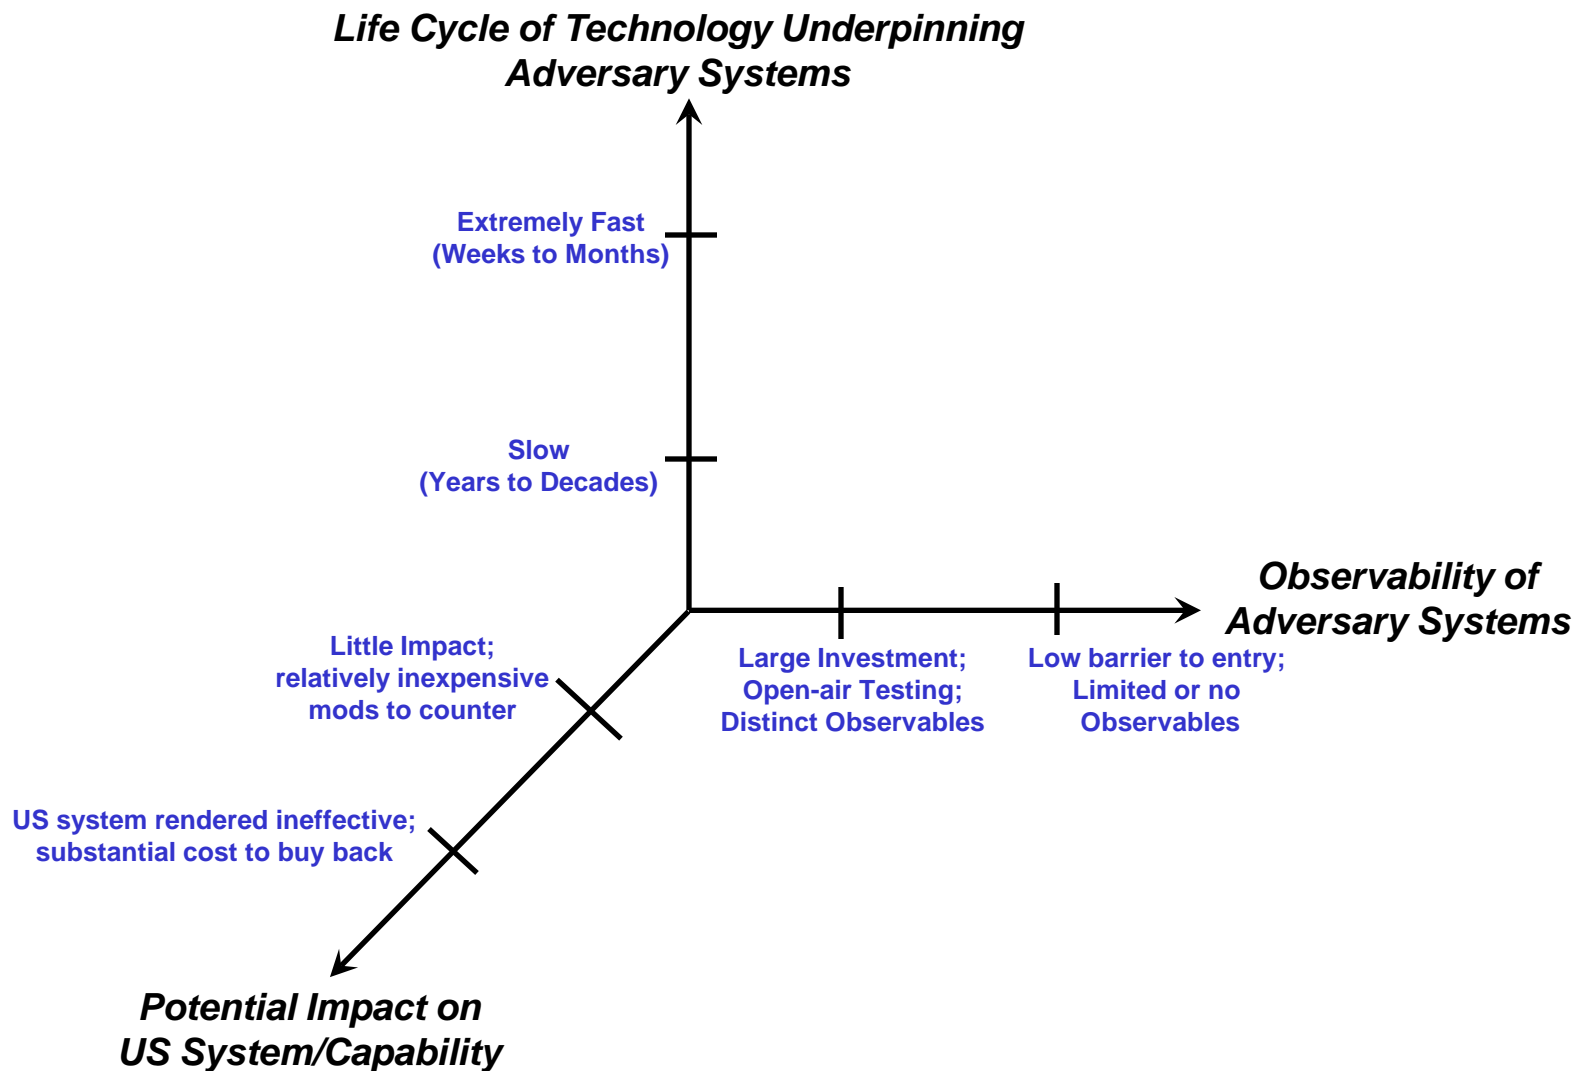 Life Cycle of Technology Underpinning
Adversary Systems
Extremely Fast
(Weeks to Months)
Slow
(Years to Decades)
Observability of
Adversary Systems
Little Impact;
relatively inexpensive
mods to counter
Large Investment;
Open-air Testing;
Distinct Observables
Low barrier to entry;
Limited or no
Observables
US system rendered ineffective;
substantial cost to buy back
Potential Impact on
US System/Capability